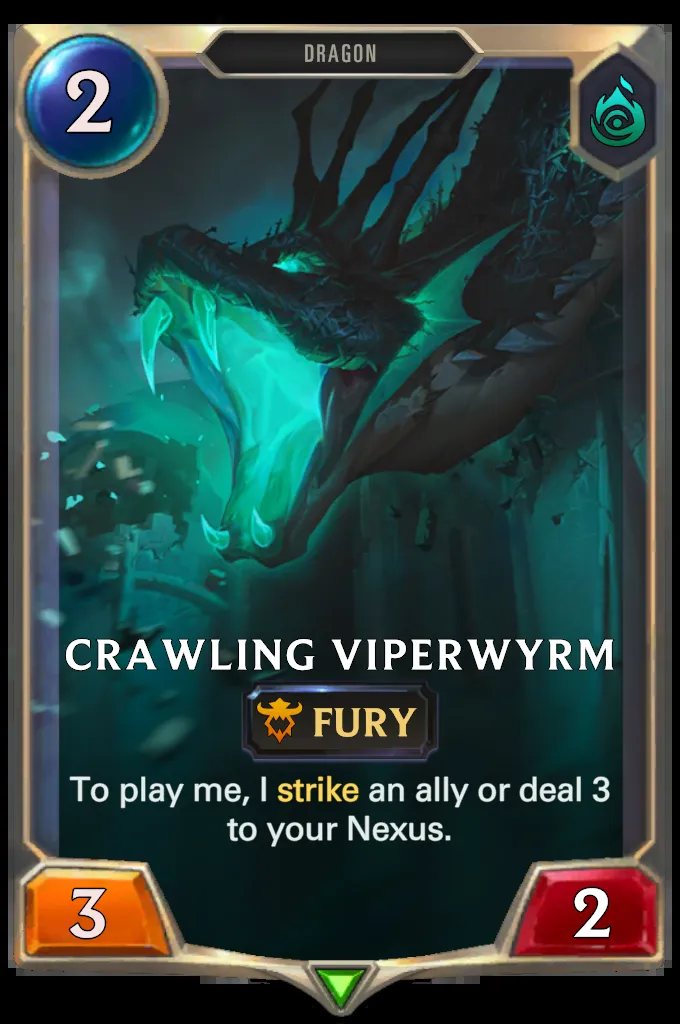 DRAGON
2
CRAWLING VIPERWYRM
FURY
To play me, I strike an ally or deal 3
to your Nexus.
3
2